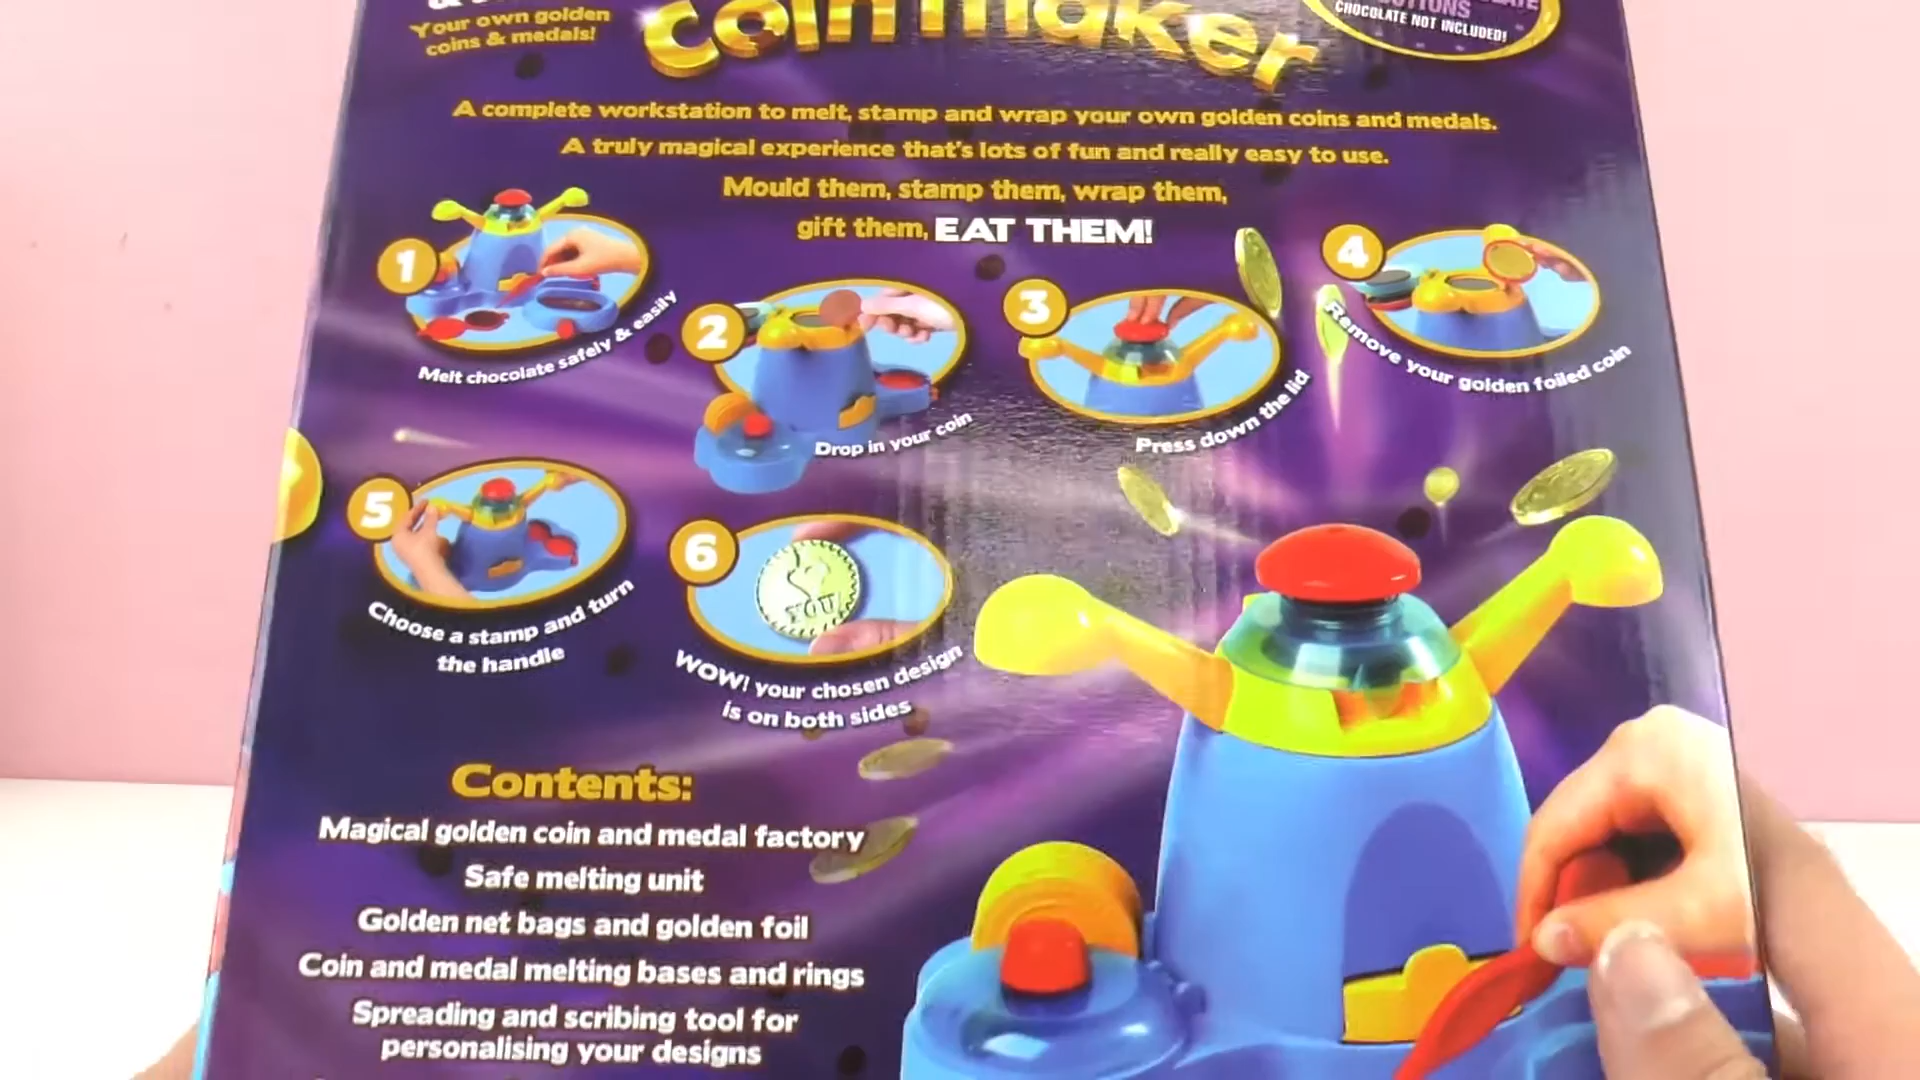 Your own golden
coins & medals!
coin maker
CHOCOLATE NOT INCLUDED!
A complete workstation to melt, stamp and wrap your own golden coins and medals.
A truly magical experience that's lots of fun and really easy to use.
Mould them, stamp them, wrap them,
gift them, EAT THEM!
1
Melt chocolate safely & easily
2
Drop in your coin
3
Press down the lid
4
Remove your golden foiled coin
5
Choose a stamp and turn
the handle
6
YOU
WOW! your chosen design
is on both sides
Contents:
Magical golden coin and medal factory
Safe melting unit
Golden net bags and golden foil
Coin and medal melting bases and rings
Spreading and scribing tool for
personalising your designs